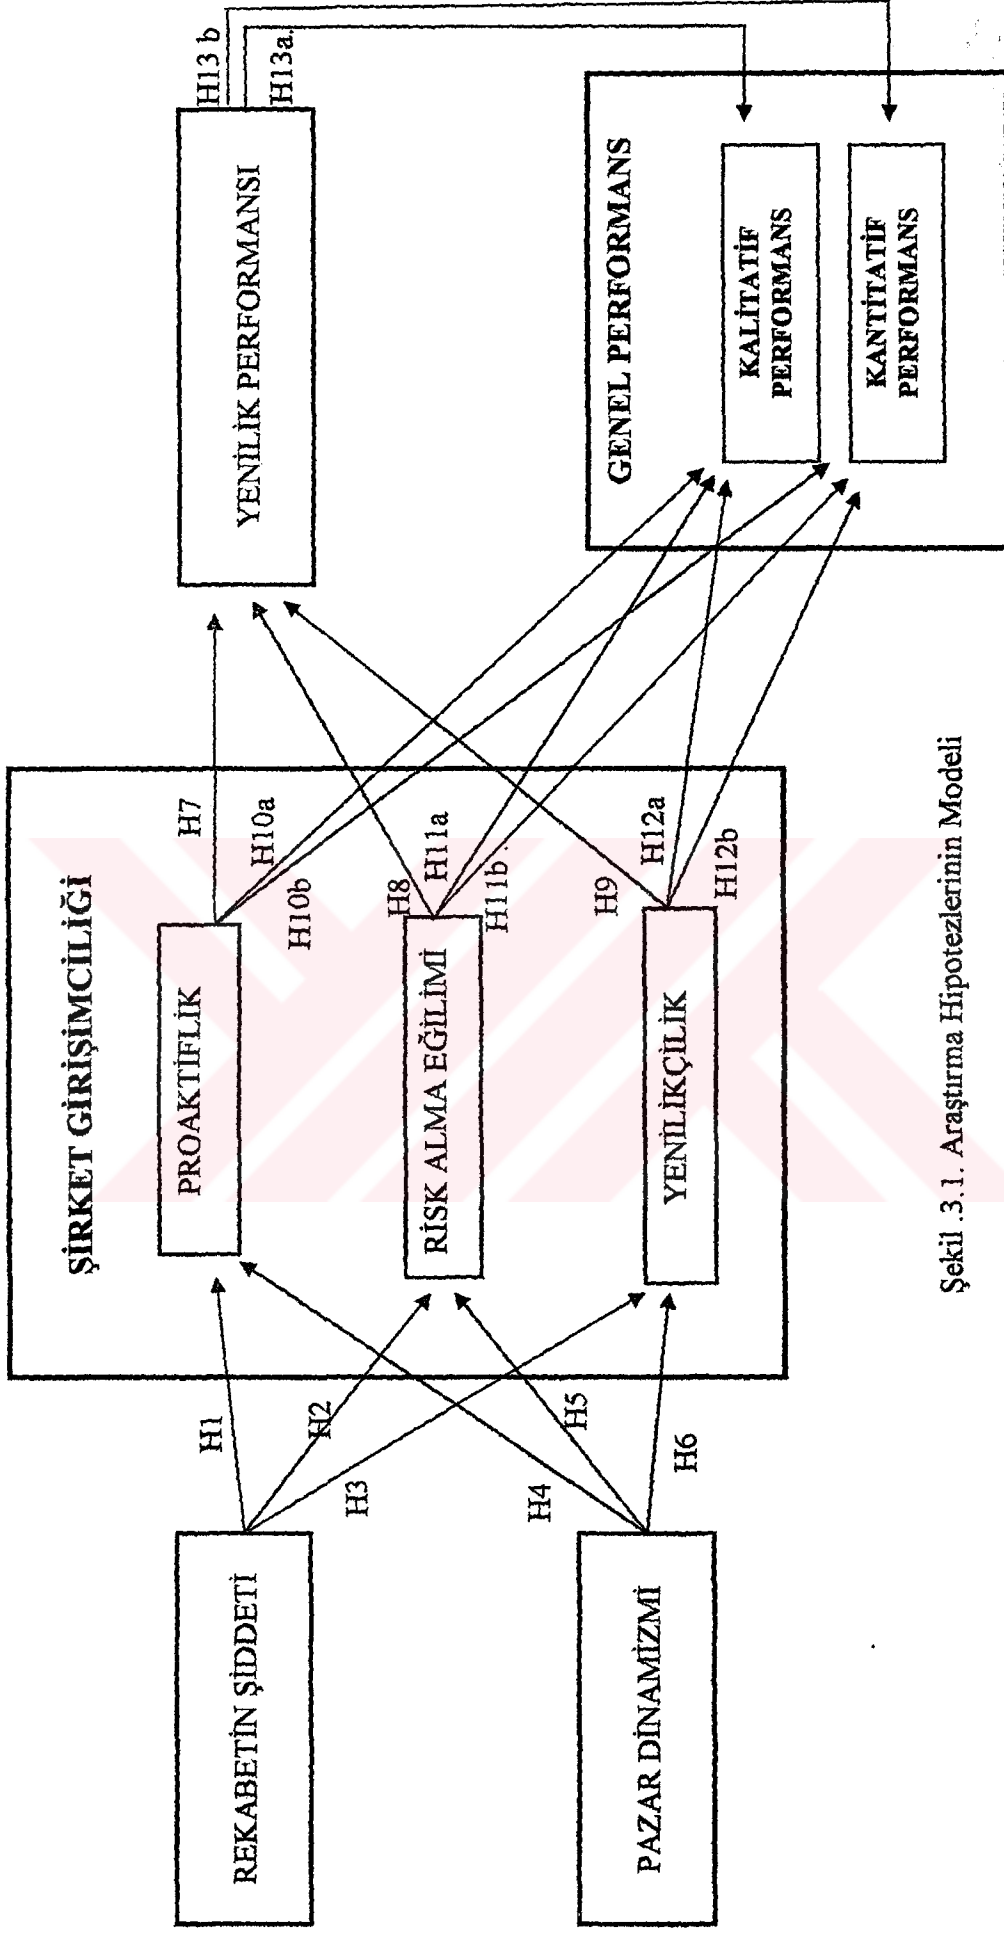 ŞİRKET GİRİŞİMCİLİĞİ
REKABETİN ŞİDDETİ
PAZAR DİNAMİZMİ
H1
H2
H3
H4
H5
H6
PROAKTİFLİK
RİSK ALMA EĞİLİMİ
YENİLİKÇİLİK
H7
H10a
H10b
H8
H11a
H11b
H9
H12a
H12b
YENİLİK PERFORMANSI
H13 b
H13a
GENEL PERFORMANS
KALİTATİF
PERFORMANS
KANTİTATİF
PERFORMANS
Şekil .3.1. Araştırma Hipotezlerinin Modeli